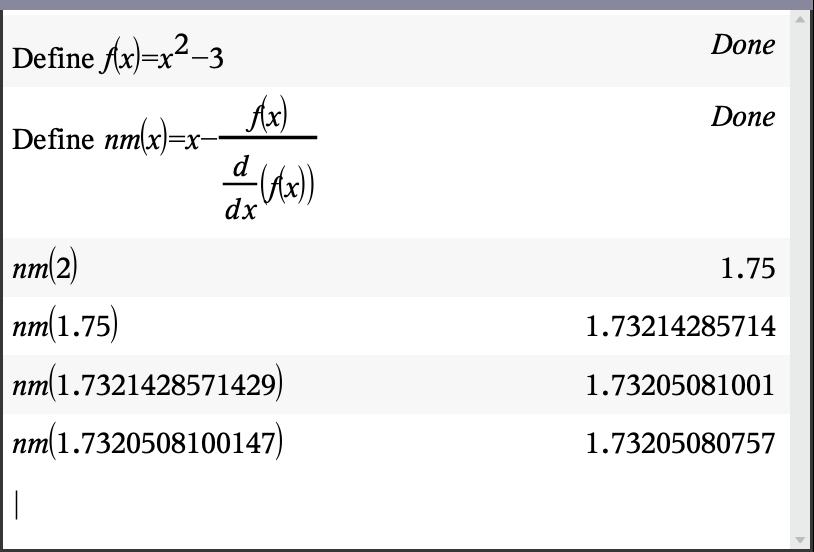 Define f(x)=x²−3
Done
Define nm(x)=x−
f(x)
d
dx
(f(x))
Done
nm(2)
1.75
nm(1.75)
1.73214285714
nm(1.7321428571429)
1.73205081001
nm(1.7320508100147)
1.73205080757